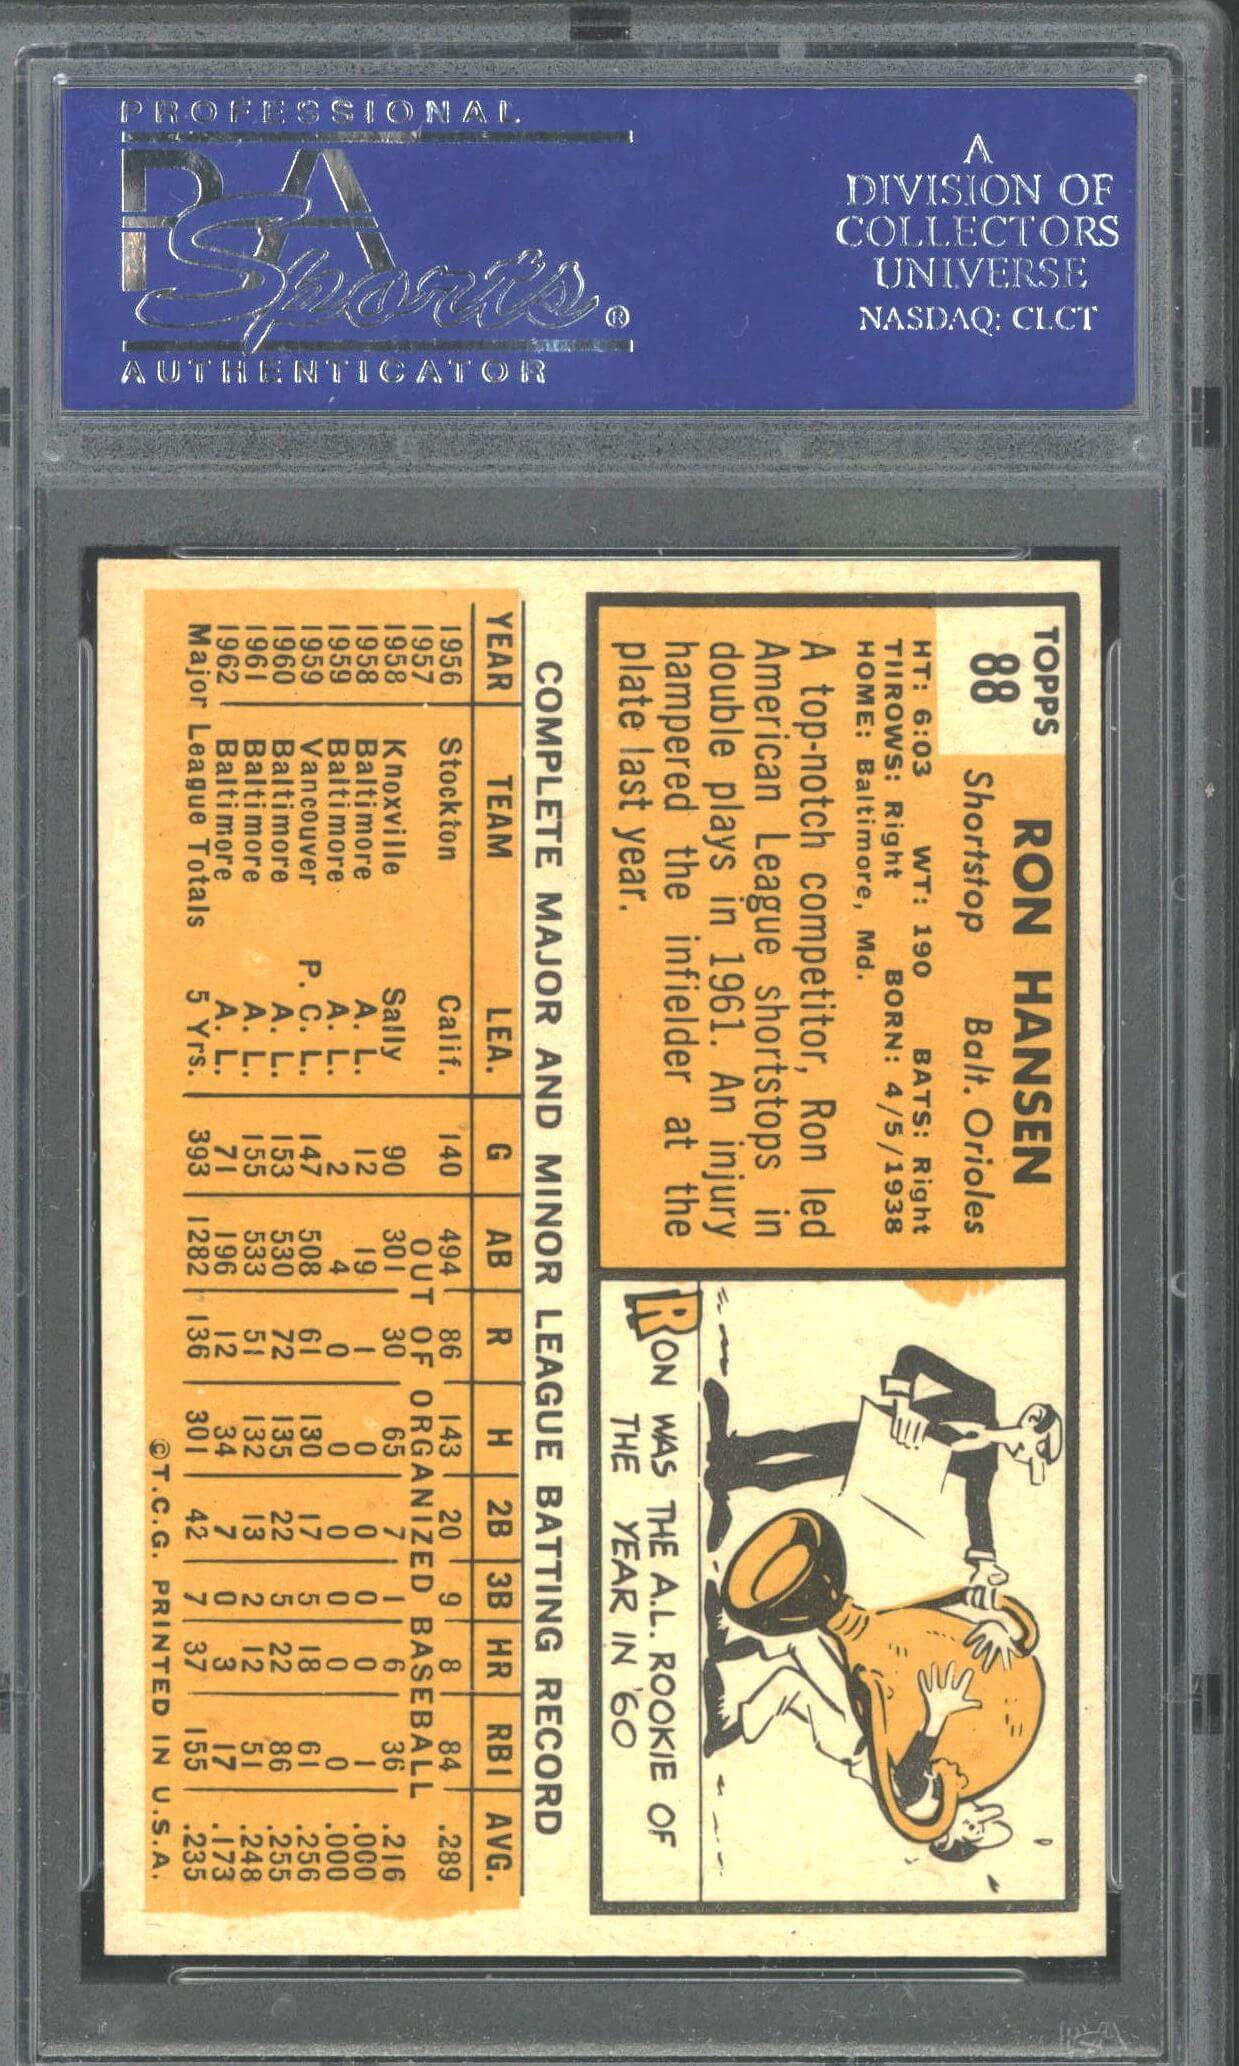 PROFESSIONAL
PSA
Sports®
AUTHENTICATOR
A
DIVISION OF
COLLECTORS
UNIVERSE
NASDAQ: CLCT
TOPPS
88
RON HANSEN
Shortstop Balt. Orioles
HT: 6:03 WT: 190 BATS: Right
THROWS: Right BORN: 4/5/1938
HOME: Baltimore, Md.
A top-notch competitor, Ron led
American League shortstops in
double plays in 1961. An injury
hampered the infielder at the
plate last year.
RON WAS THE A.L. ROOKIE OF
THE YEAR IN '60
COMPLETE MAJOR AND MINOR LEAGUE BATTING RECORD
YEAR TEAM LEA. G AB R H 2B 3B HR RBI AVG.
1956 Stockton Calif. 140 494 86 143 20 9 8 84 .289
1957 OUT OF ORGANIZED BASEBALL
1958 Knoxville Sally 90 301 30 65 7 1 6 36 .216
1958 Baltimore A. L. 12 19 1 0 0 0 0 1 .000
1959 Baltimore A. L. 2 4 0 0 0 0 0 0 .000
1959 Vancouver P. C. L. 147 508 61 130 17 5 18 61 .256
1960 Baltimore A. L. 153 530 72 135 22 5 22 86 .255
1961 Baltimore A. L. 155 533 51 132 13 2 12 51 .248
1962 Baltimore A. L. 71 196 12 34 7 0 3 17 .173
Major League Totals 5 Yrs. 393 1282 136 301 42 7 37 155 .235
©T.C.G. PRINTED IN U.S.A.